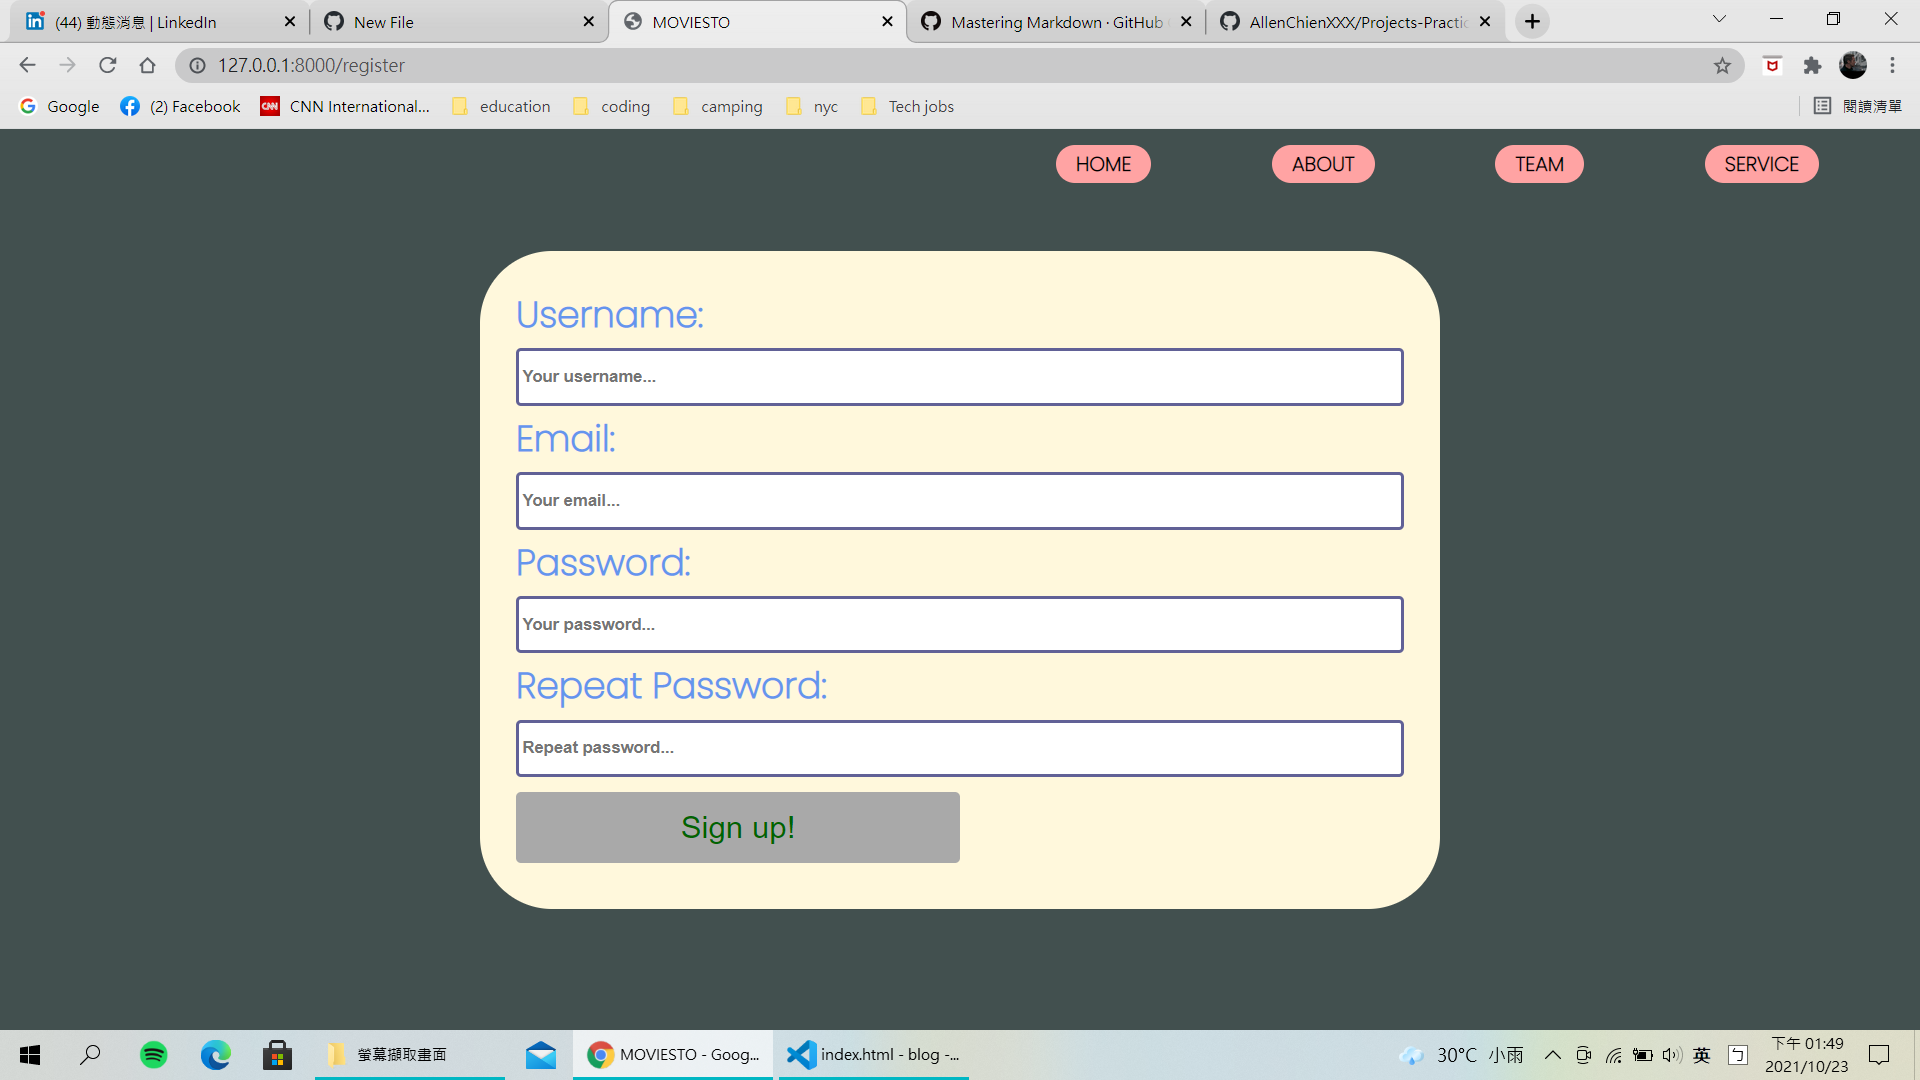 (44) 動態消息 | LinkedIn
New File
MOVIESTO
Mastering Markdown · GitHub
AllenChienXXX/Projects-Practic
127.0.0.1:8000/register
Google
(2) Facebook
CNN
CNN International...
education
coding
camping
nyc
Tech jobs
閱讀清單
HOME
ABOUT
TEAM
SERVICE
Username:
Your username...
Email:
Your email...
Password:
Your password...
Repeat Password:
Repeat password...
Sign up!
螢幕擷取畫面
MOVIESTO - Goog...
index.html - blog -...
30°C 小雨
英
ㄅ
下午 01:49
2021/10/23